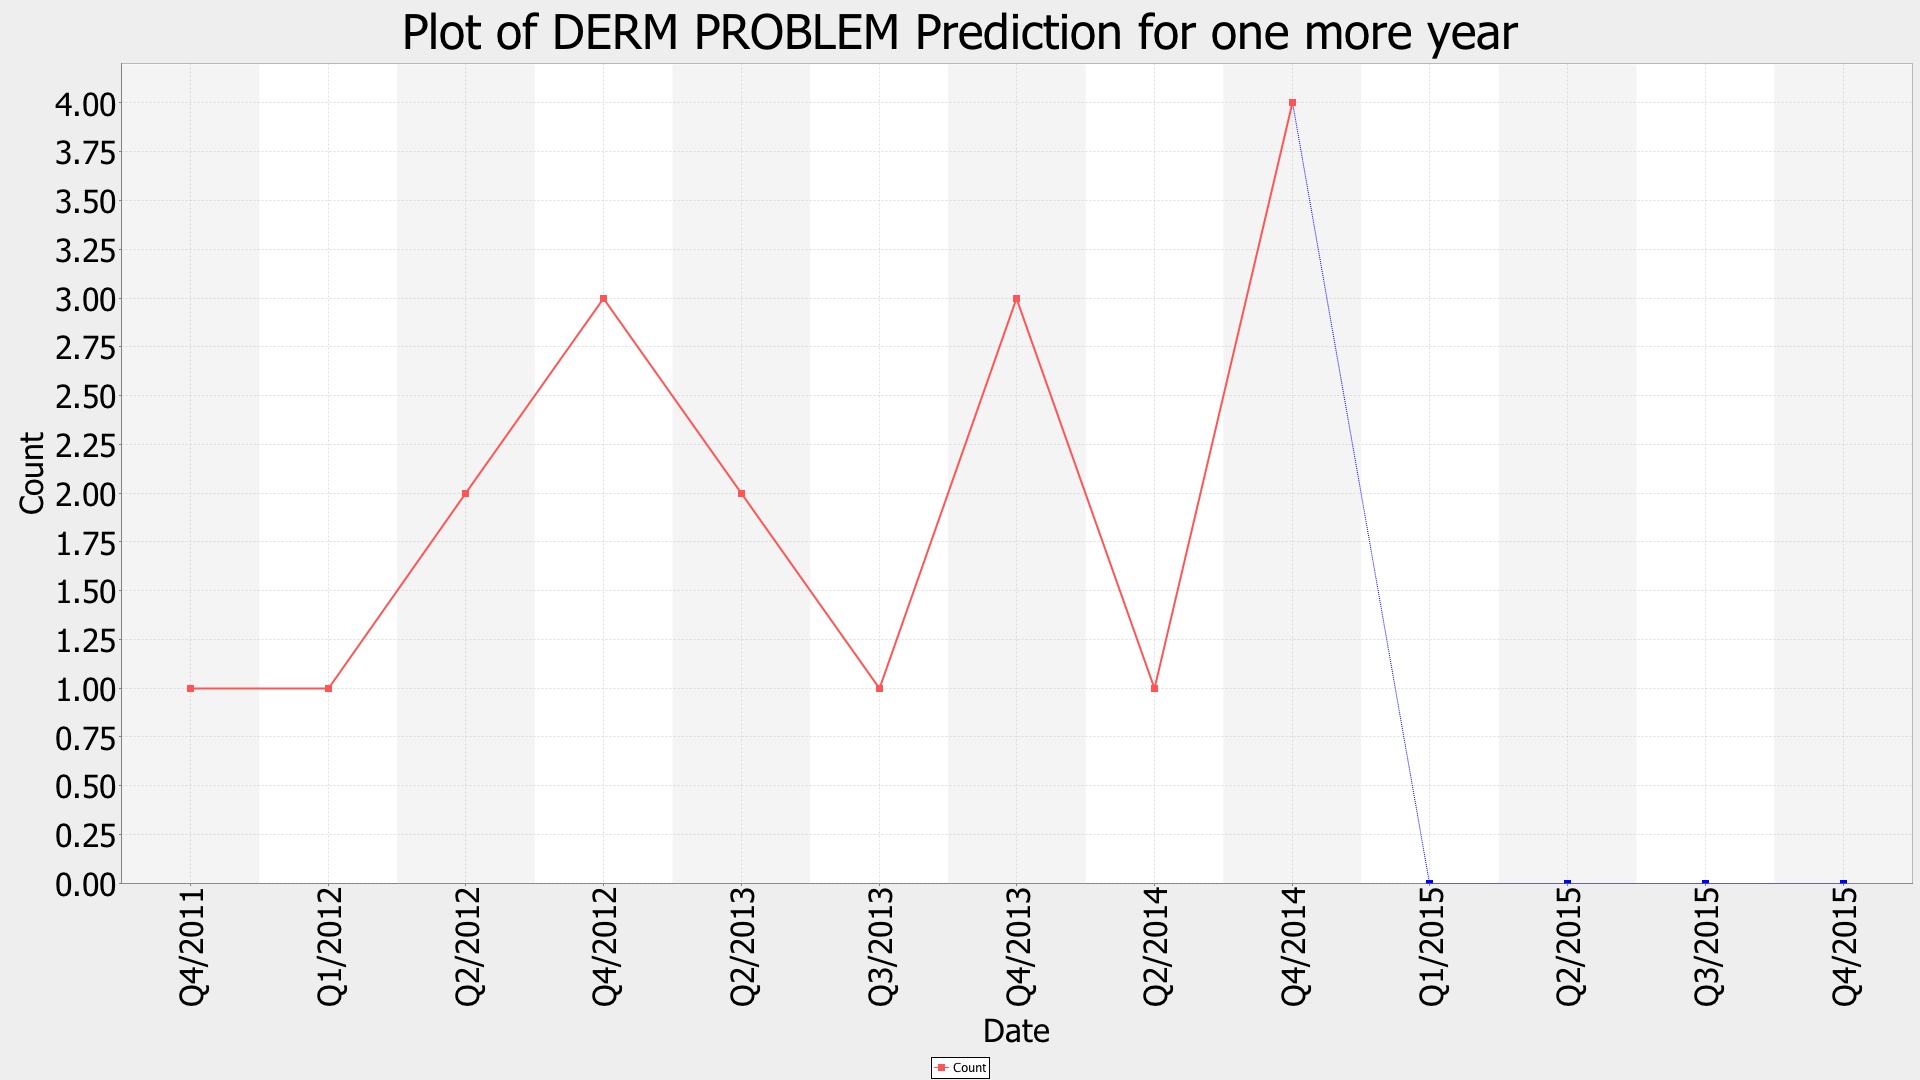 Plot of DERM PROBLEM Prediction for one more year
4.00
3.75
3.50
3.25
3.00
2.75
2.50
2.25
2.00
1.75
1.50
1.25
1.00
0.75
0.50
0.25
0.00
Count
Q4/2011
Q1/2012
Q2/2012
Q4/2012
Q2/2013
Q3/2013
Q4/2013
Q2/2014
Q4/2014
Q1/2015
Q2/2015
Q3/2015
Q4/2015
Date
Count